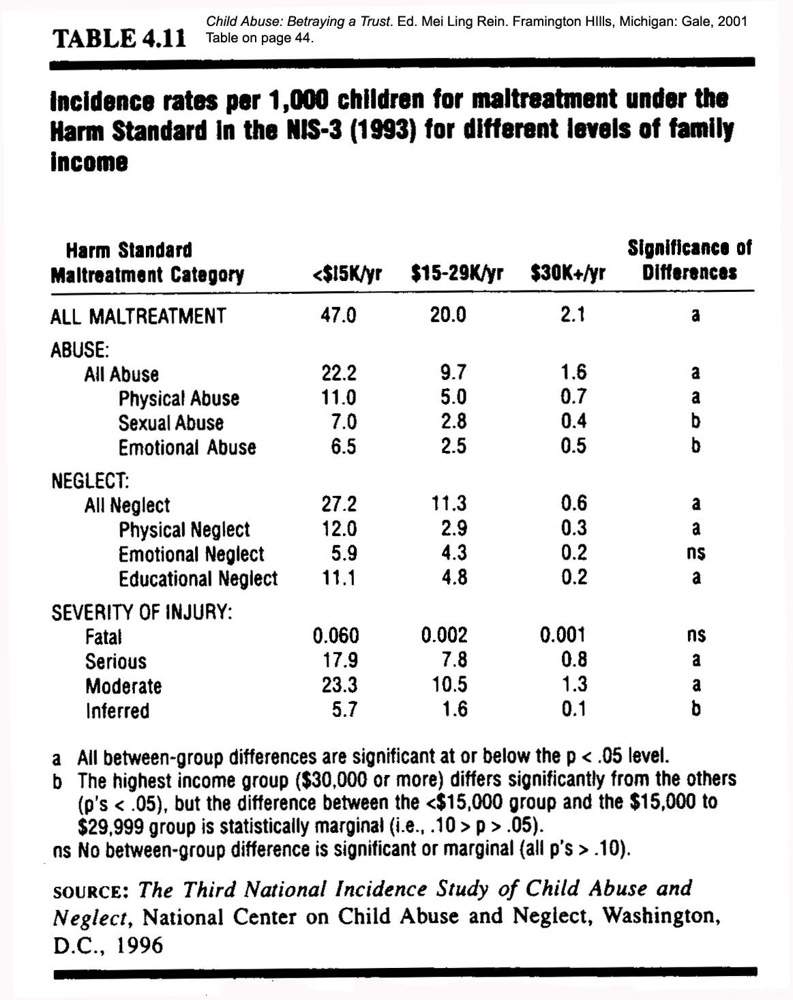 Child Abuse: Betraying a Trust. Ed. Mei Ling Rein. Framington HIlls, Michigan: Gale, 2001
TABLE 4.11 Table on page 44.
Incidence rates per 1,000 children for maltreatment under the
Harm Standard in the NIS-3 (1993) for different levels of family
income
Harm Standard Significance of
Maltreatment Category <$15K/yr $15-29K/yr $30K+/yr Differences
ALL MALTREATMENT 47.0 20.0 2.1 a
ABUSE:
All Abuse 22.2 9.7 1.6 a
Physical Abuse 11.0 5.0 0.7 a
Sexual Abuse 7.0 2.8 0.4 b
Emotional Abuse 6.5 2.5 0.5 b
NEGLECT:
All Neglect 27.2 11.3 0.6 a
Physical Neglect 12.0 2.9 0.3 a
Emotional Neglect 5.9 4.3 0.2 ns
Educational Neglect 11.1 4.8 0.2 a
SEVERITY OF INJURY:
Fatal 0.060 0.002 0.001 ns
Serious 17.9 7.8 0.8 a
Moderate 23.3 10.5 1.3 a
Inferred 5.7 1.6 0.1 b
a All between-group differences are significant at or below the p < .05 level.
b The highest income group ($30,000 or more) differs significantly from the others
(p's < .05), but the difference between the <$15,000 group and the $15,000 to
$29,999 group is statistically marginal (i.e., .10 > p > .05).
ns No between-group difference is significant or marginal (all p's > .10).
SOURCE: The Third National Incidence Study of Child Abuse and
Neglect, National Center on Child Abuse and Neglect, Washington,
D.C., 1996